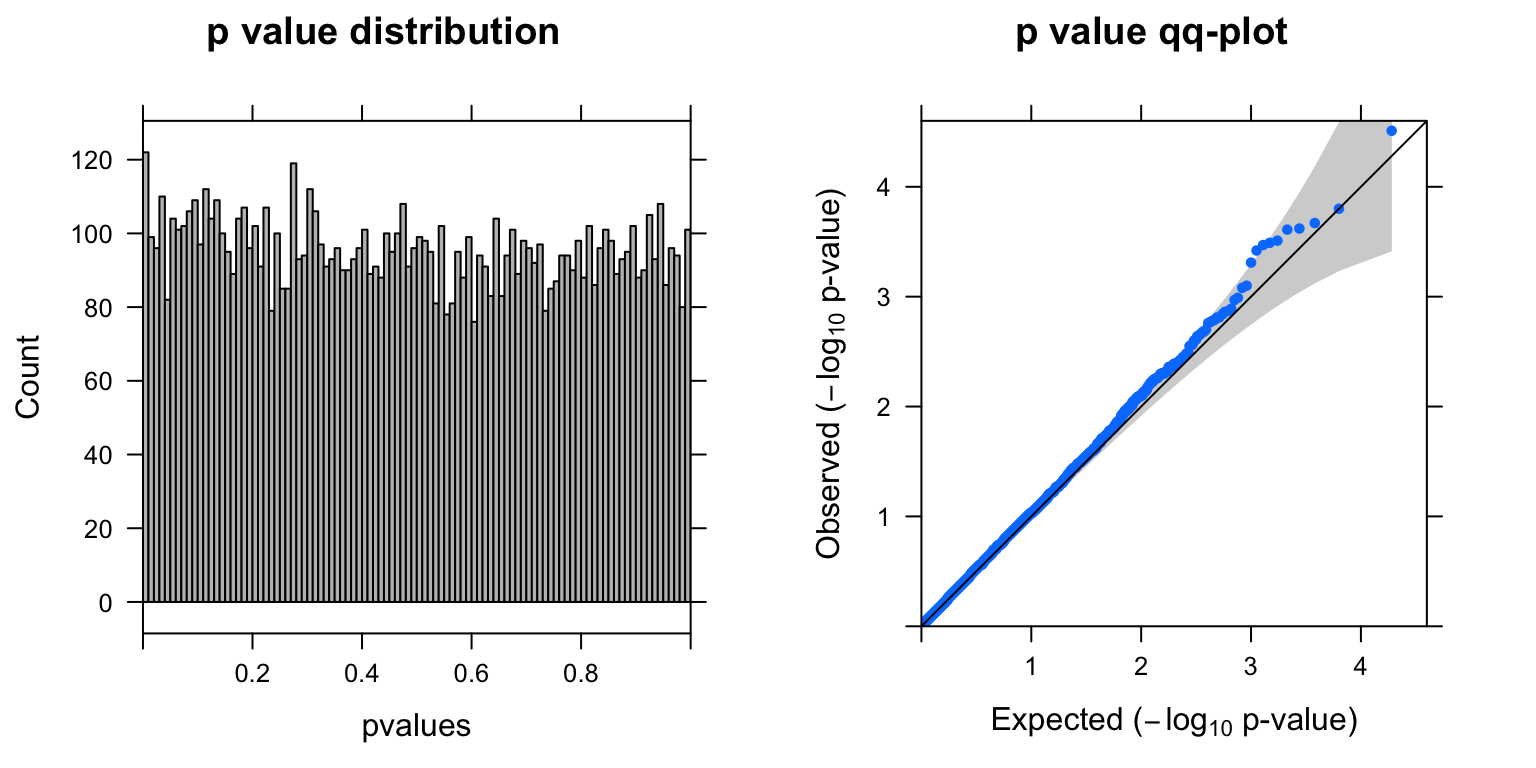 p value distribution
120
100
80
60
40
20
0
Count
0.2 0.4 0.6 0.8
pvalues
p value qq-plot
4
3
2
1
Observed (−log10 p-value)
1 2 3 4
Expected (−log10 p-value)